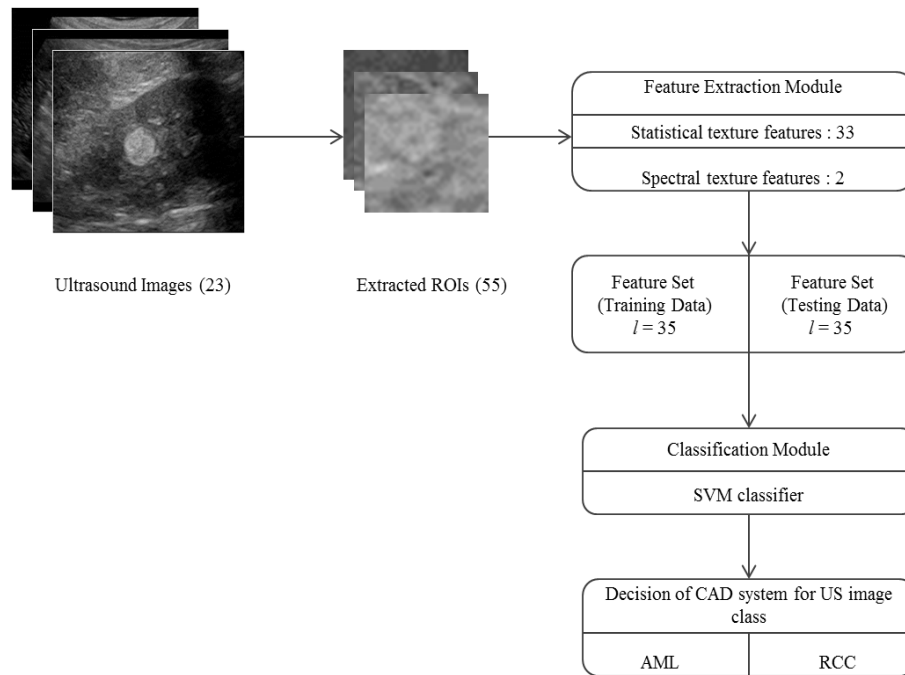 Ultrasound Images (23)
Extracted ROIs (55)
Feature Extraction Module
Statistical texture features : 33
Spectral texture features : 2
Feature Set
(Training Data)
l = 35
Feature Set
(Testing Data)
l = 35
Classification Module
SVM classifier
Decision of CAD system for US image
class
AML
RCC